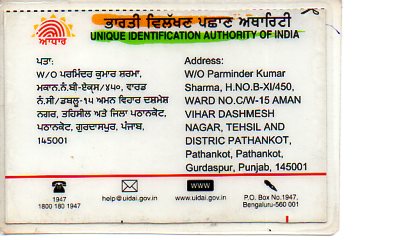 ਭਾਰਤੀ ਵਿਲੱਖਣ ਪਛਾਣ ਅਥਾਰਿਟੀ
UNIQUE IDENTIFICATION AUTHORITY OF INDIA
ਆਧਾਰ
ਪਤਾ:
W/O ਪਰਮਿੰਦਰ ਕੁਮਾਰ ਸ਼ਰਮਾ,
ਮਕਾਨ.ਨੰ.ਬੀ-ਏਕਸ/੪੫੦, ਵਾਰਡ
ਨੰ.ਸੀ/ਡਬਲੂ-੧੫ ਅਮਨ ਵਿਹਾਰ ਦਸ਼ਮੇਸ਼
ਨਗਰ, ਤਹਿਸੀਲ ਅਤੇ ਜਿਲਾ ਪਠਾਨਕੋਟ,
ਪਠਾਨਕੋਟ, ਗੁਰਦਾਸਪੁਰ, ਪੰਜਾਬ,
145001
Address:
W/O Parminder Kumar
Sharma, H.NO.B-XI/450,
WARD NO.C/W-15 AMAN
VIHAR DASHMESH
NAGAR, TEHSIL AND
DISTRIC PATHANKOT,
Pathankot, Pathankot,
Gurdaspur, Punjab, 145001
1947
1800 180 1947
help@uidai.gov.in
WWW
www.uidai.gov.in
P.O. Box No.1947,
Bengaluru-560 001